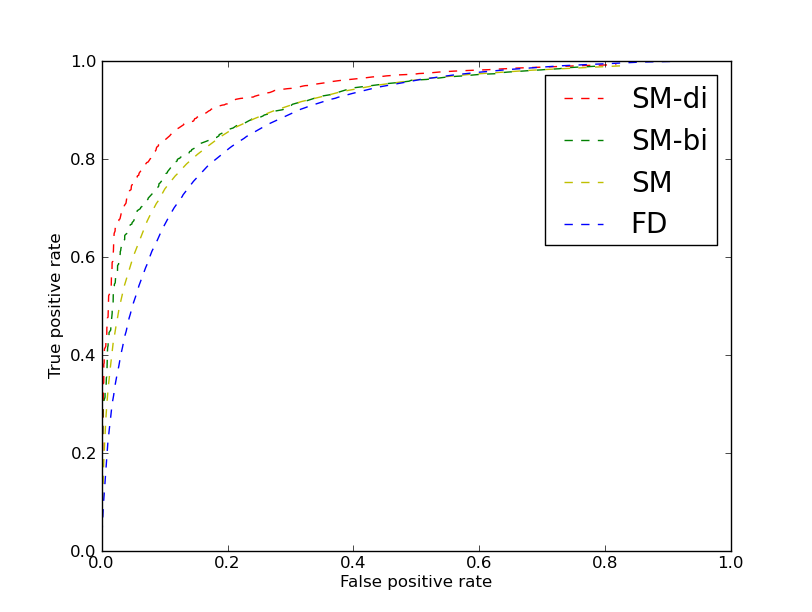 1.0
0.8
0.6
0.4
0.2
0.0
True positive rate
SM-di
SM-bi
SM
FD
0.0 0.2 0.4 0.6 0.8 1.0
False positive rate